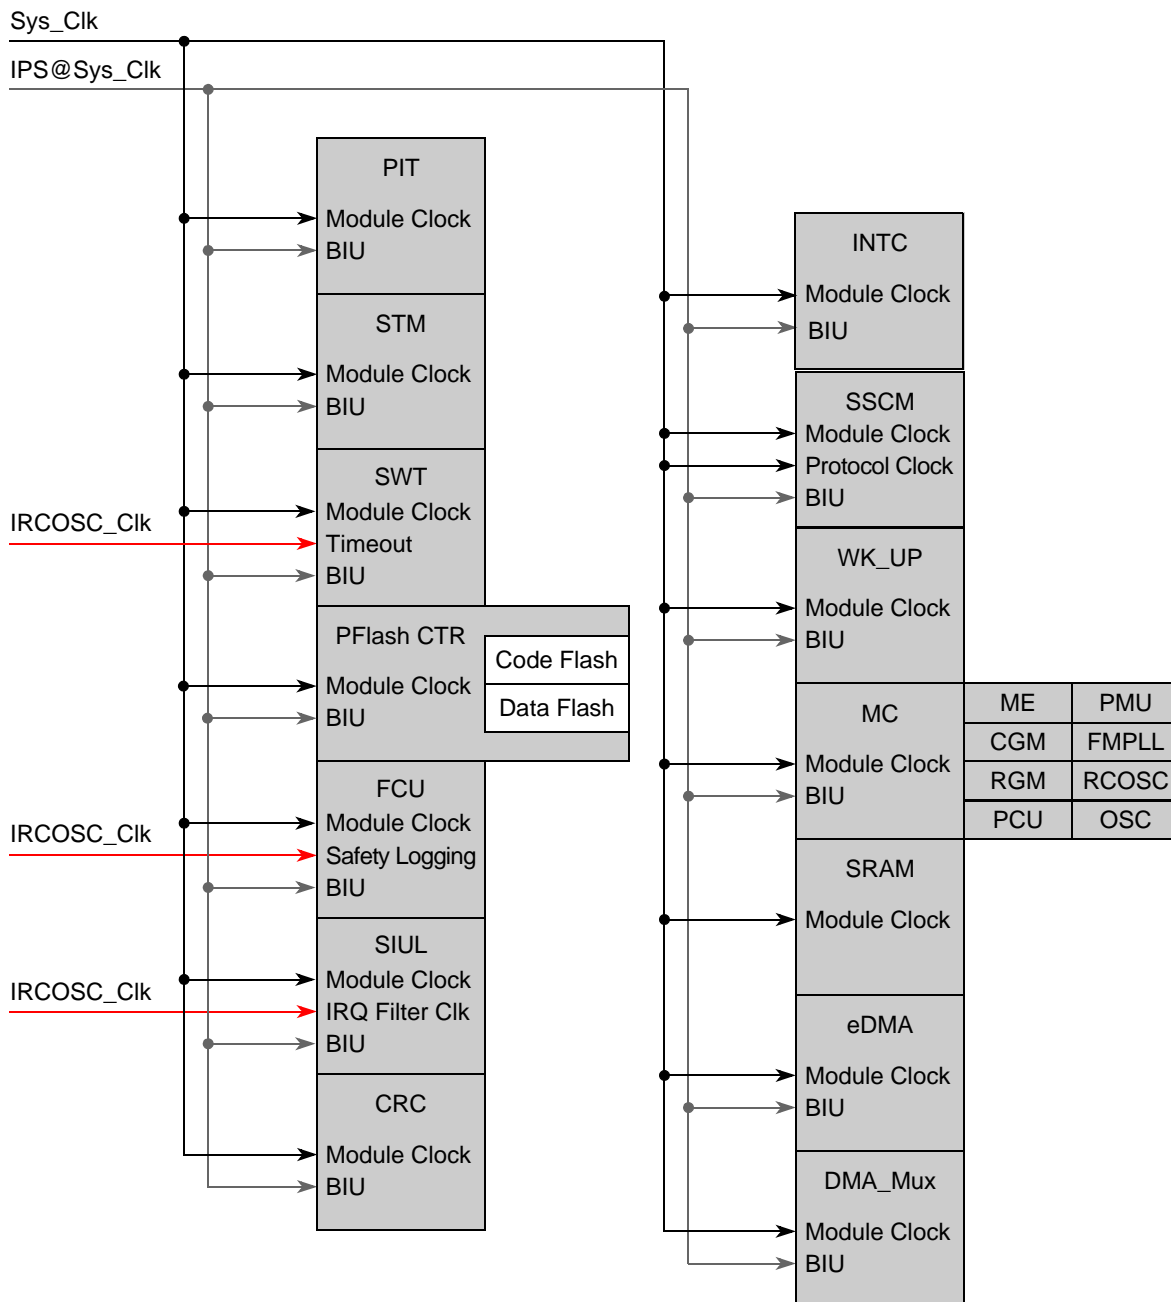 Sys_Clk
IPS@Sys_Clk
PIT
Module Clock
BIU
STM
Module Clock
BIU
SWT
Module Clock
IRCOSC_Clk
Timeout
BIU
PFlash CTR
Code Flash
Module Clock
Data Flash
BIU
FCU
Module Clock
IRCOSC_Clk
Safety Logging
BIU
SIUL
Module Clock
IRCOSC_Clk
IRQ Filter Clk
BIU
CRC
Module Clock
BIU
INTC
Module Clock
BIU
SSCM
Module Clock
Protocol Clock
BIU
WK_UP
Module Clock
BIU
MC
Module Clock
BIU
ME PMU
CGM FMPLL
RGM RCOSC
PCU OSC
SRAM
Module Clock
eDMA
Module Clock
BIU
DMA_Mux
Module Clock
BIU